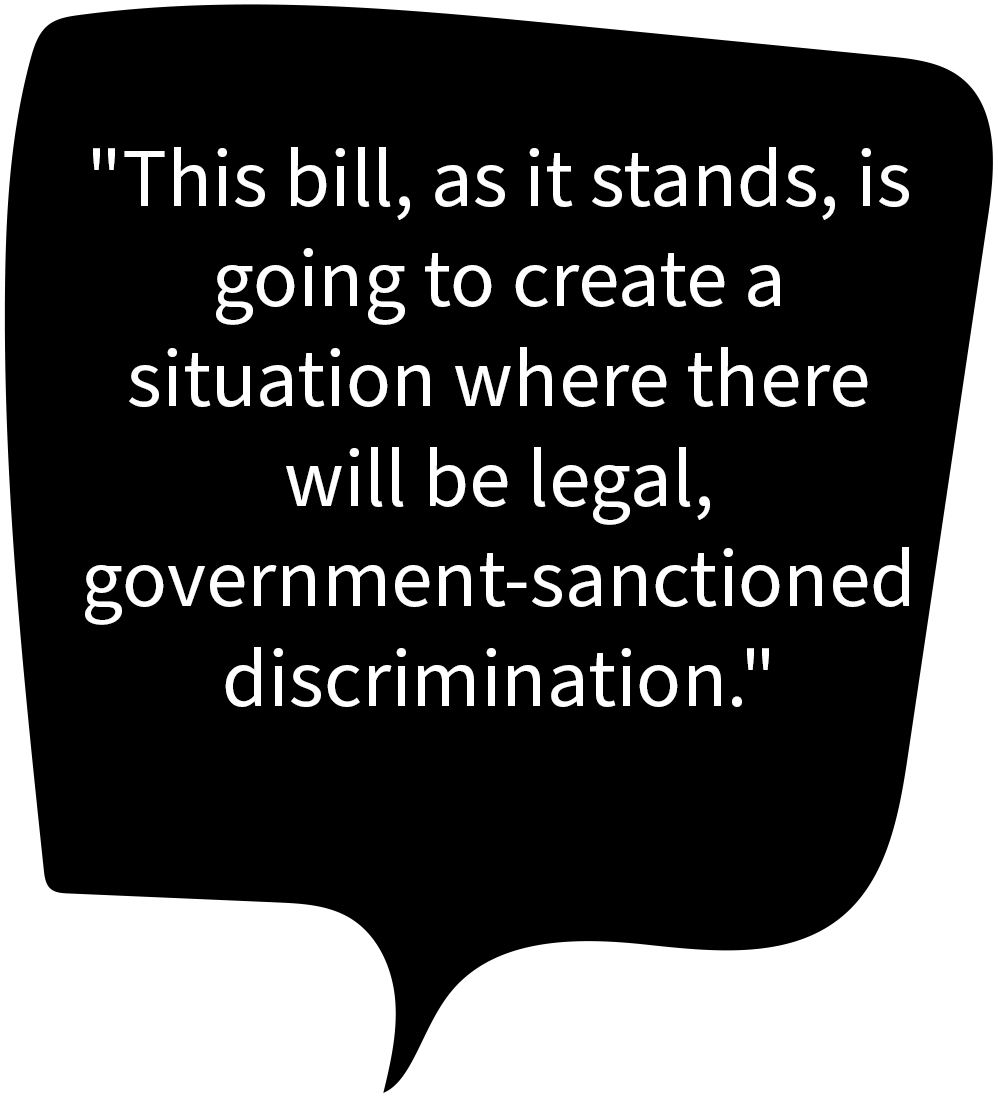 "This bill, as it stands, is
going to create a
situation where there
will be legal,
government-sanctioned
discrimination."